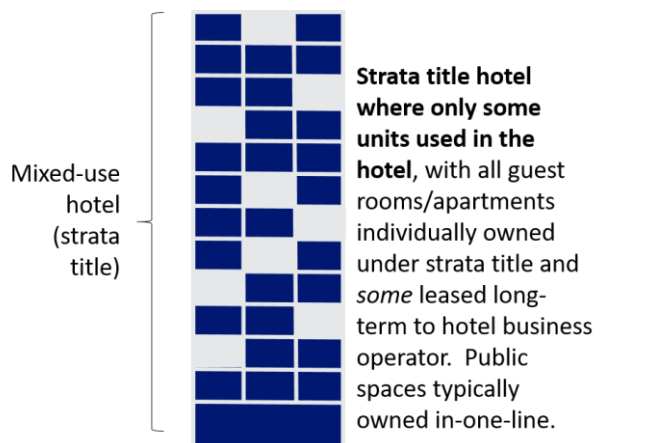 Mixed-use
hotel
(strata
title)
Strata title hotel
where only some
units used in the
hotel, with all guest
rooms/apartments
individually owned
under strata title and
some leased long-
term to hotel business
operator.  Public
spaces typically
owned in-one-line.